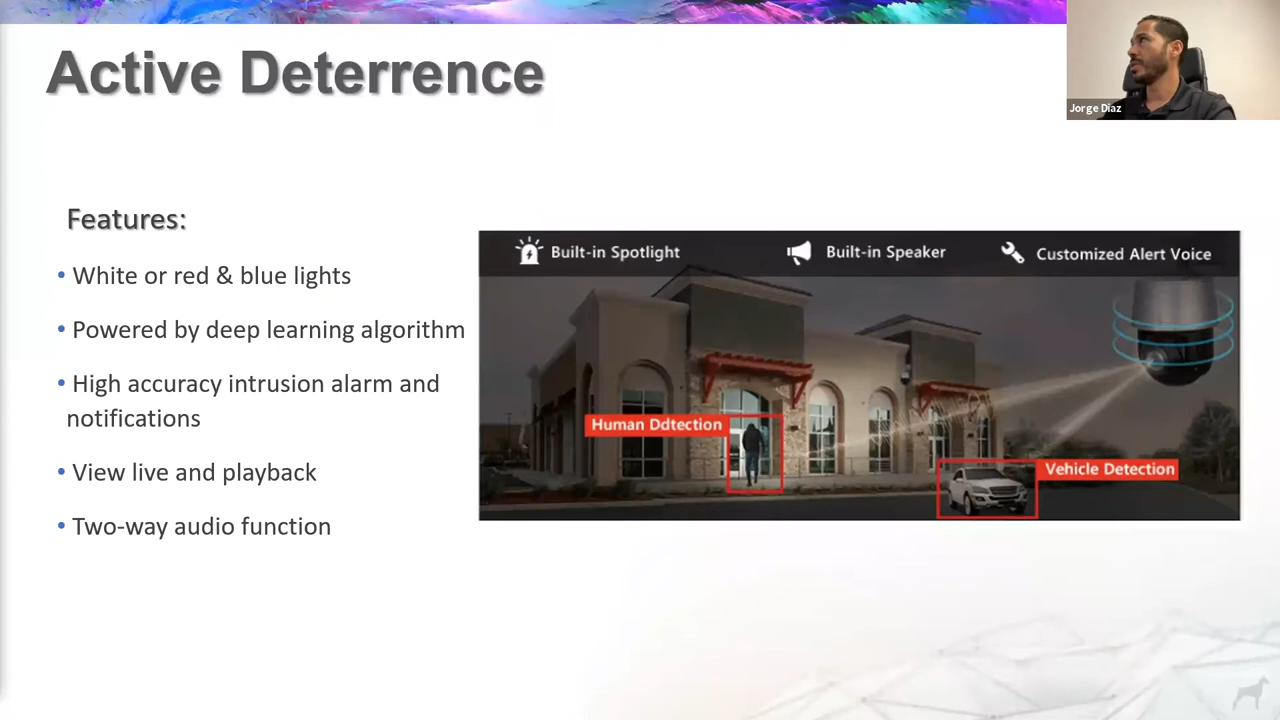 Active Deterrence
Jorge Diaz
Features:
• White or red & blue lights
• Powered by deep learning algorithm
• High accuracy intrusion alarm and
notifications
• View live and playback
• Two-way audio function
Built-in Spotlight
Built-in Speaker
Customized Alert Voice
Human Ddtection
Vehicle Detection